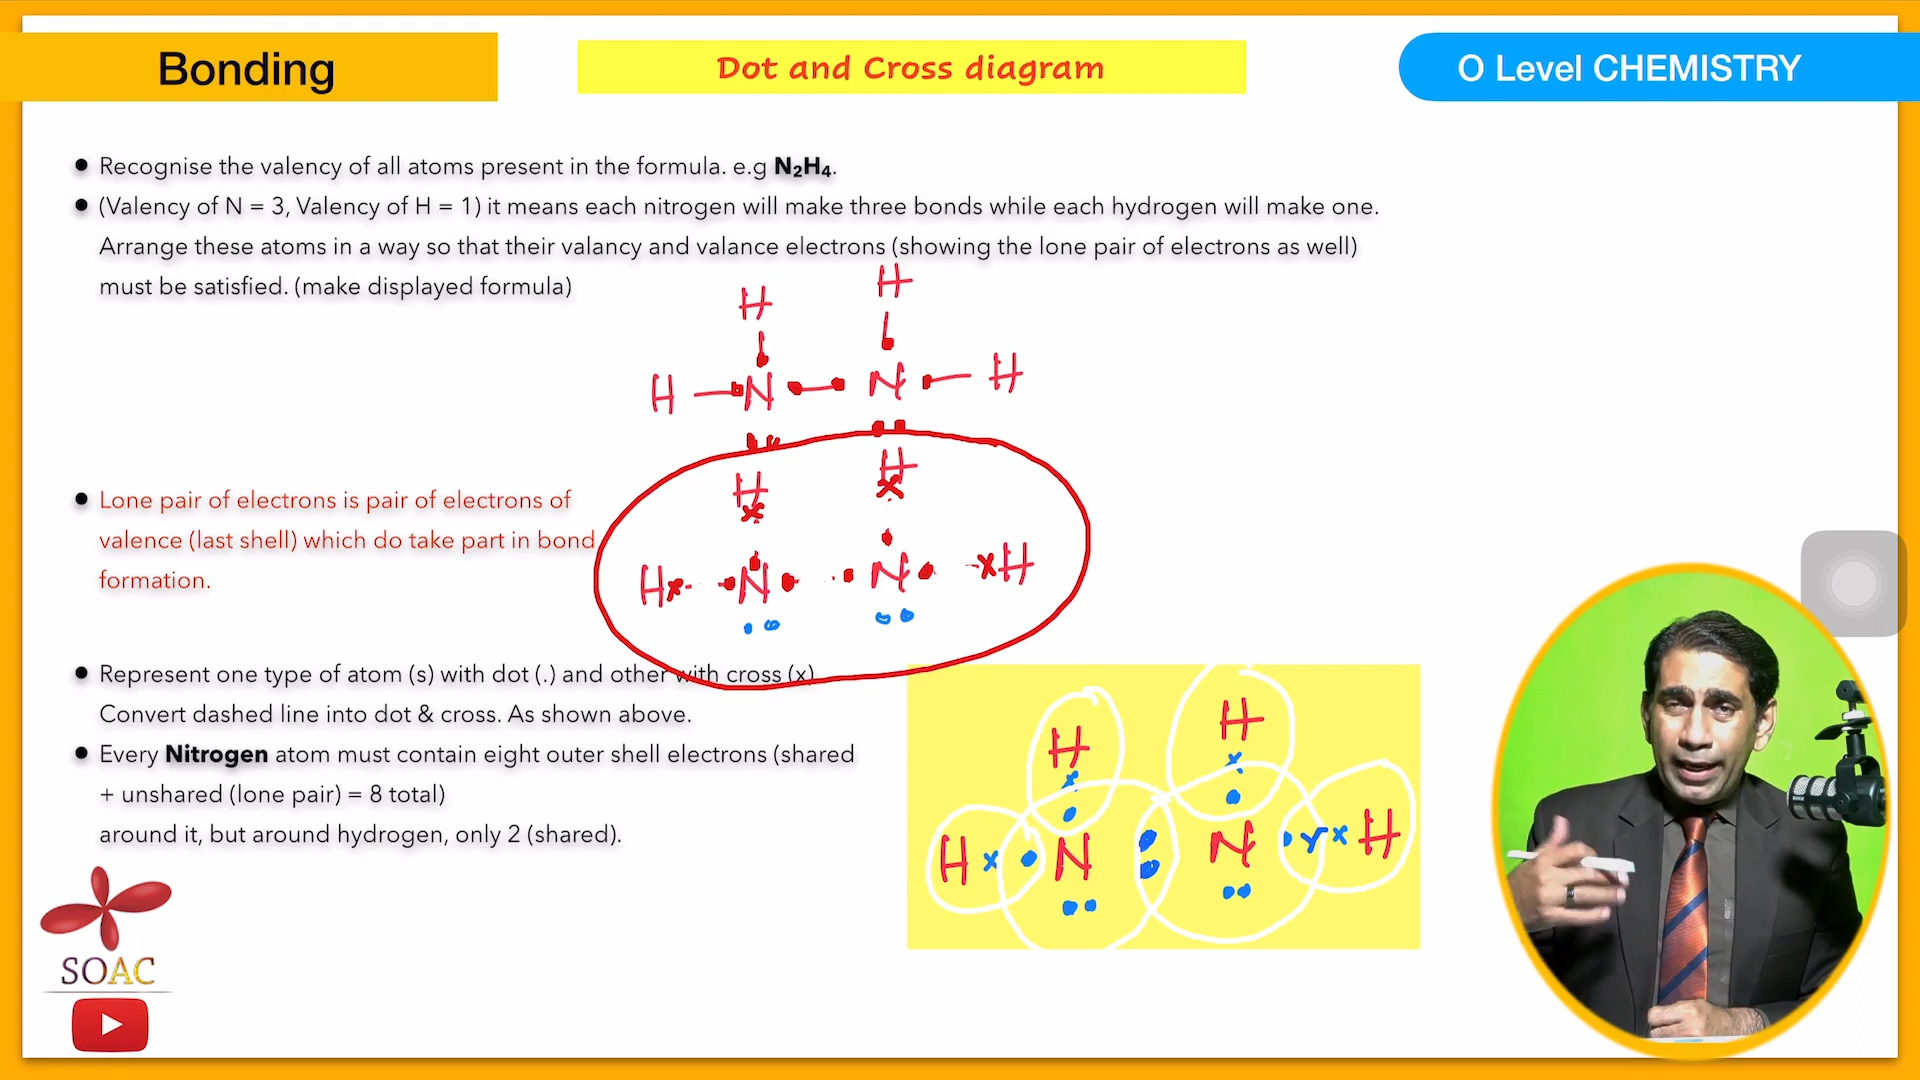 Bonding
Dot and Cross diagram
O Level CHEMISTRY
Recognise the valency of all atoms present in the formula. e.g N₂H₄.
(Valency of N = 3, Valency of H = 1) it means each nitrogen will make three bonds while each hydrogen will make one.
Arrange these atoms in a way so that their valancy and valance electrons (showing the lone pair of electrons as well)
must be satisfied. (make displayed formula)
H H
H N N H
Lone pair of electrons is pair of electrons of
valence (last shell) which do take part in bond
formation.
H H
x x
H x N N x H
Represent one type of atom (s) with dot (.) and other with cross (x)
Convert dashed line into dot & cross. As shown above.
Every Nitrogen atom must contain eight outer shell electrons (shared
+ unshared (lone pair) = 8 total)
around it, but around hydrogen, only 2 (shared).
H H
x x
H x N N x H
SOAC